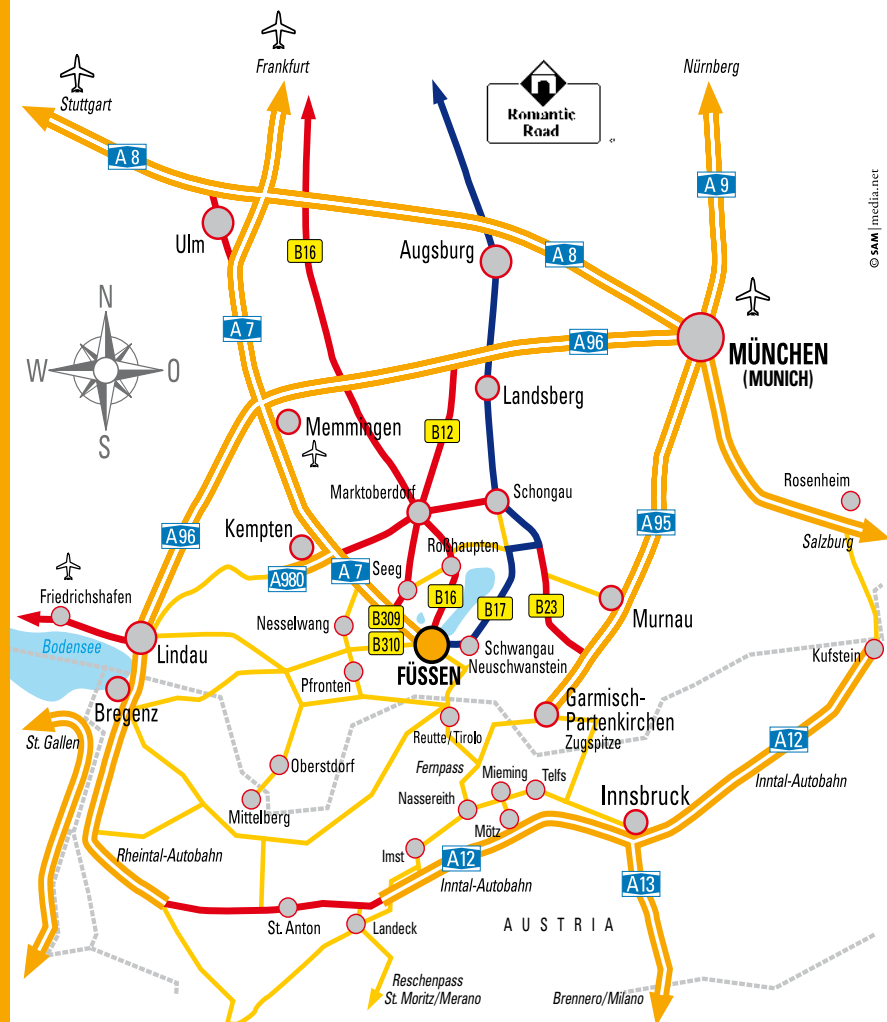 Frankfurt
Nürnberg
Stuttgart
Romantic
Road
A 8
A 9
© SAM | media.net
Ulm
B16
Augsburg
A 8
N
A 7
A96
W
O
MÜNCHEN
(MUNICH)
S
Landsberg
Memmingen
B12
Rosenheim
Marktoberdorf
Schongau
A96
Kempten
A95
Salzburg
Roßhaupten
A980
A 7
Seeg
Friedrichshafen
B309
B16
B17
B23
Nesselwang
Murnau
Bodensee
Lindau
B310
Schwangau
Neuschwanstein
Kufstein
FÜSSEN
Pfronten
Bregenz
Garmisch-
Partenkirchen
Zugspitze
St. Gallen
Reutte/Tirolo
A12
Oberstdorf
Fernpass
Mieming
Telfs
Inntal-Autobahn
Mittelberg
Nassereith
Innsbruck
Mötz
Rheintal-Autobahn
Imst
A12
Inntal-Autobahn
A13
St. Anton
Landeck
AUSTRIA
Reschenpass
St. Moritz/Merano
Brennero/Milano